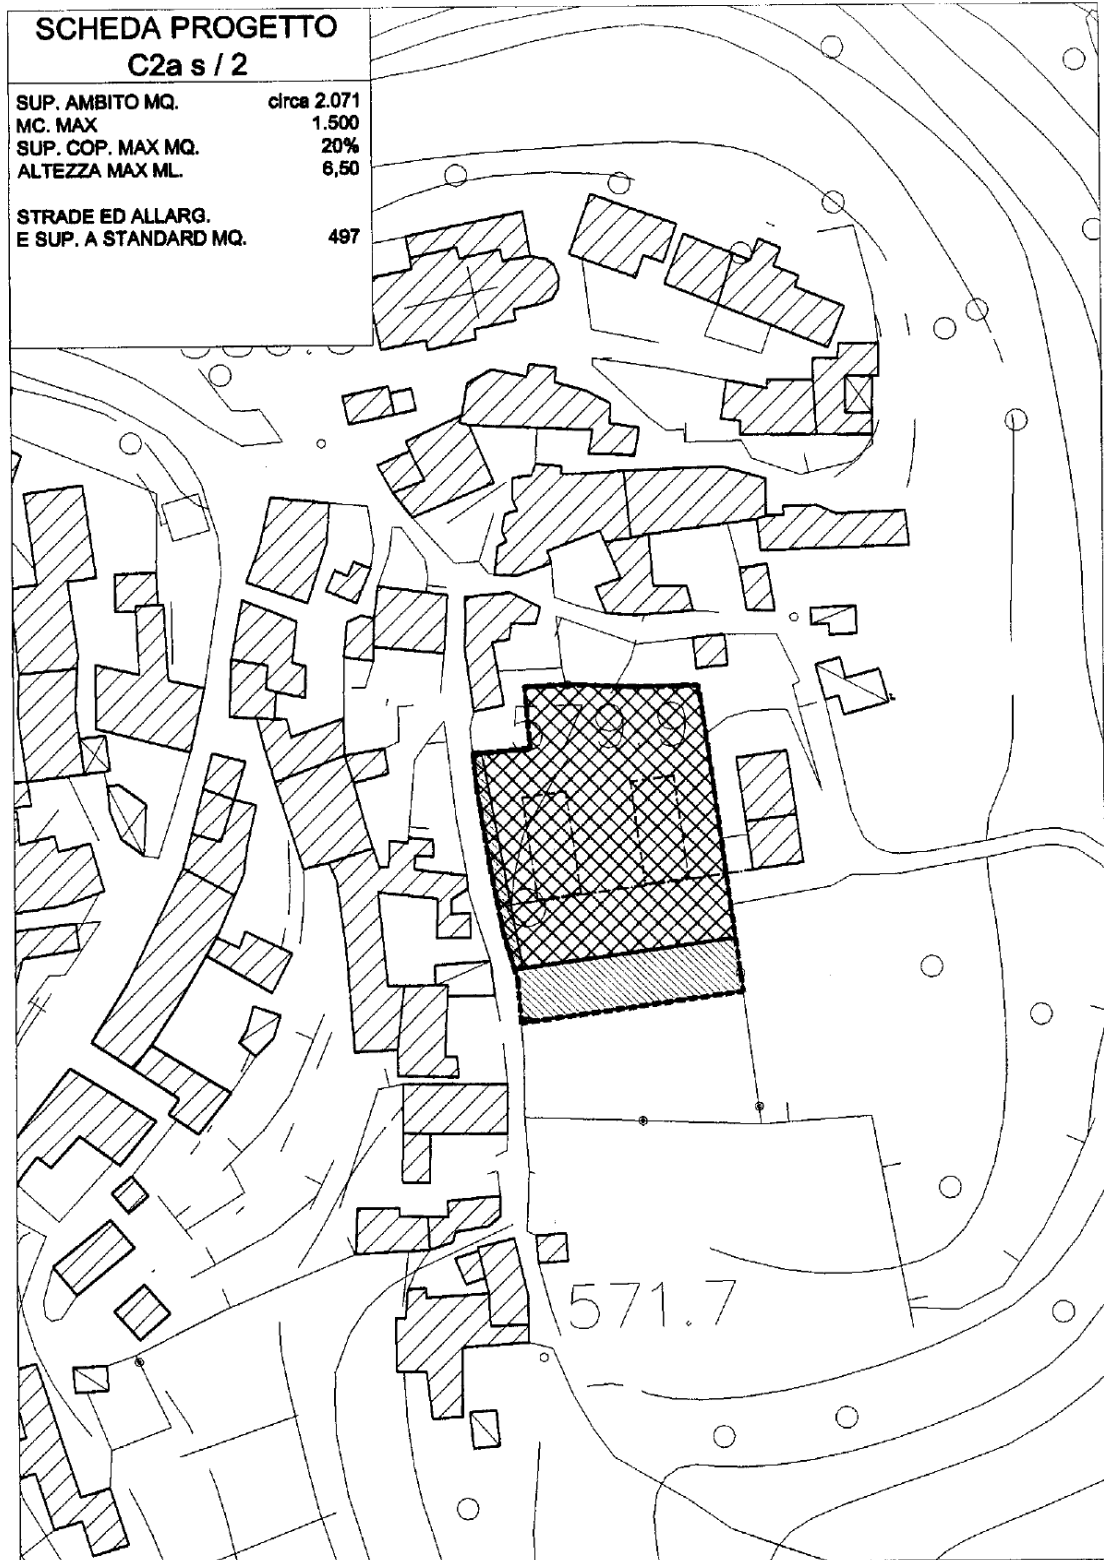 SCHEDA PROGETTO
C2a s / 2
SUP. AMBITO MQ. circa 2.071
MC. MAX 1.500
SUP. COP. MAX MQ. 20%
ALTEZZA MAX ML. 6,50
STRADE ED ALLARG.
E SUP. A STANDARD MQ. 497
571.7